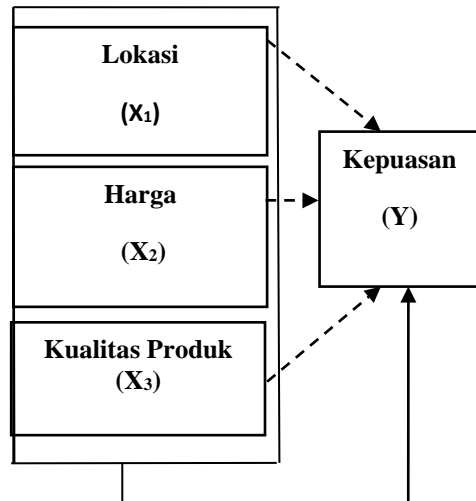 Lokasi
(X₁)
Kepuasan
(Y)
Harga
(X₂)
Kualitas Produk
(X₃)